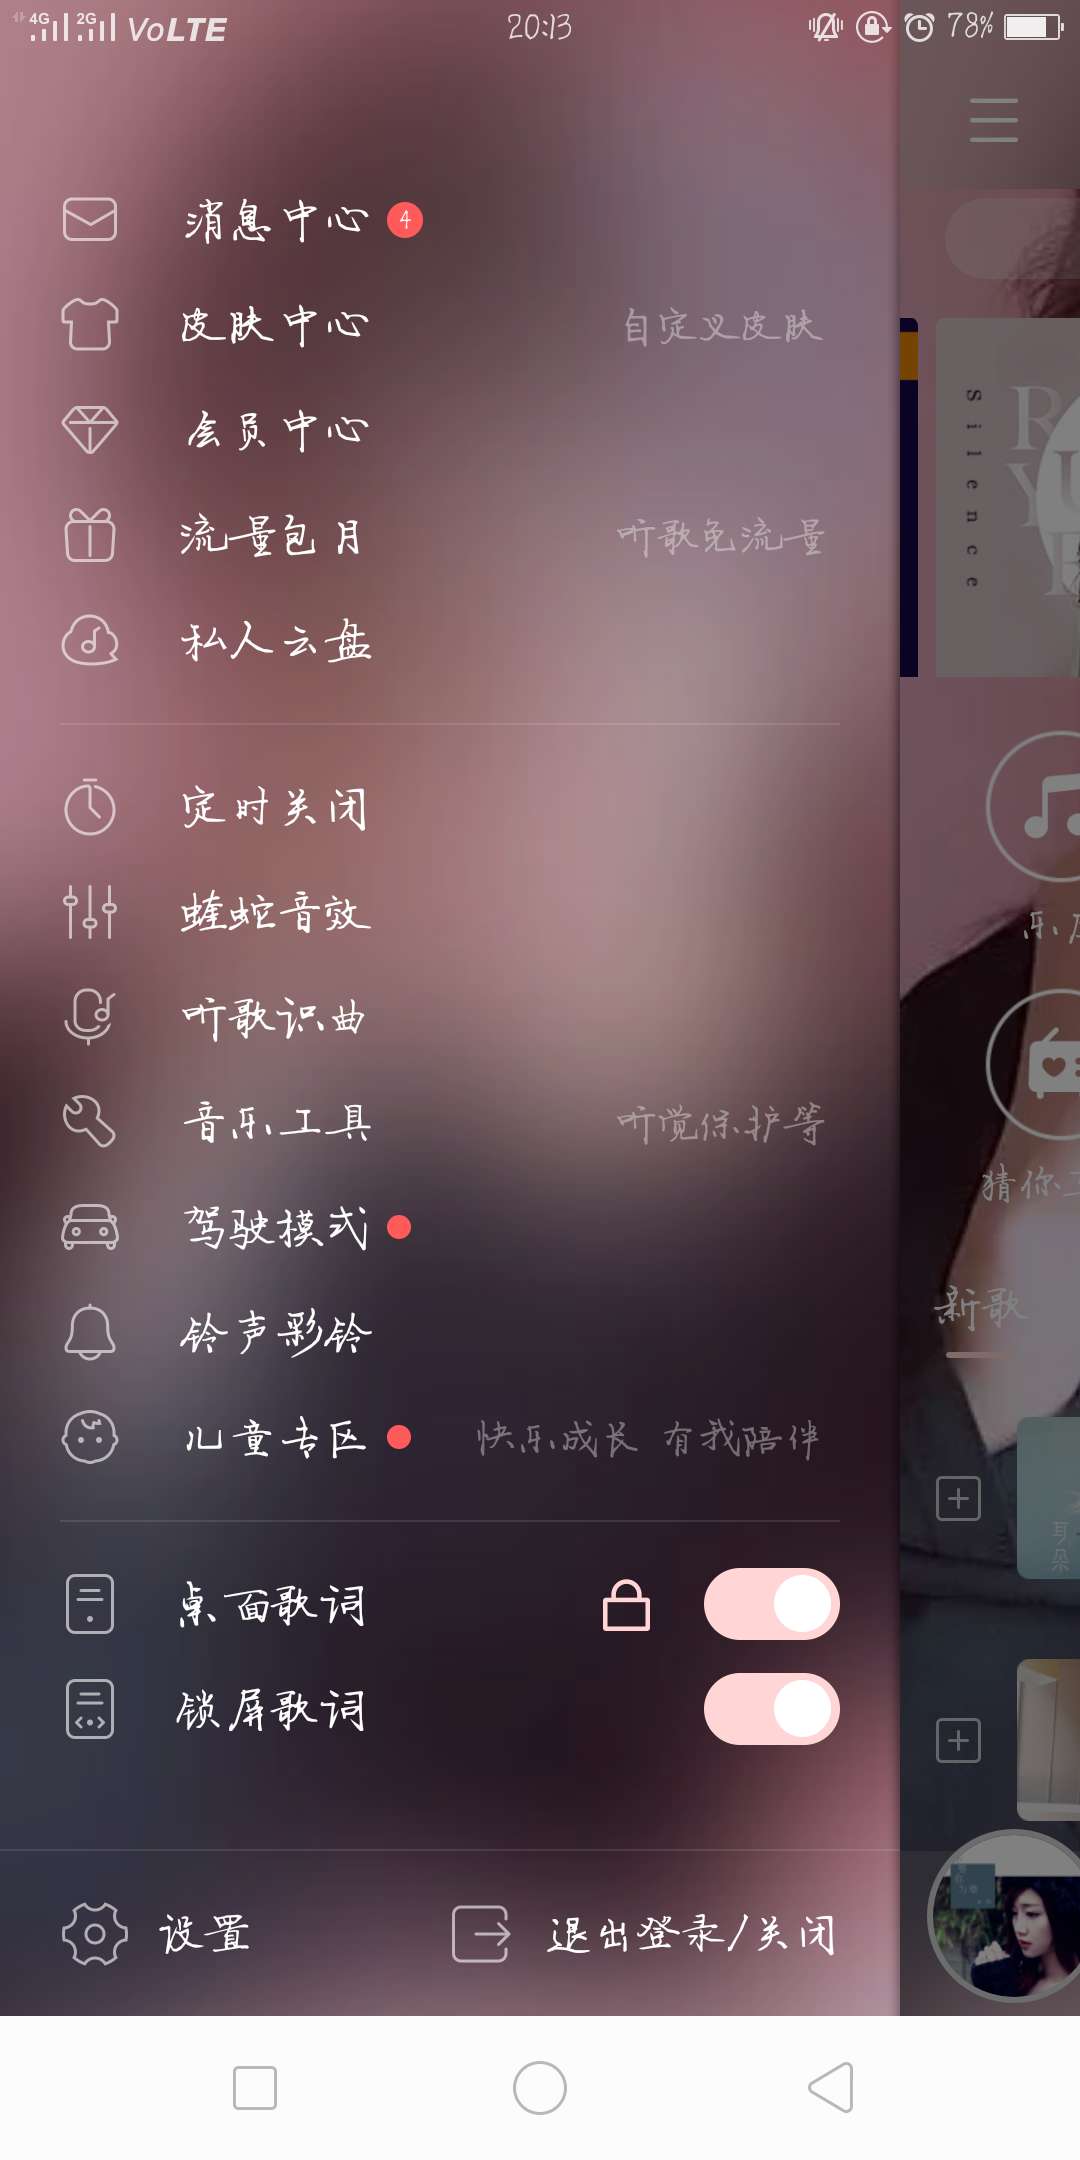 4G 2G VoLTE 20:13 78%
消息中心 4
皮肤中心 自定义皮肤
会员中心
流量包月 听歌免流量
私人云盘
定时关闭
蝰蛇音效
听歌识曲
音乐工具 听觉保护等
驾驶模式
铃声彩铃
儿童专区 快乐成长 有我陪伴
桌面歌词
锁屏歌词
设置 退出登录/关闭
Silence
乐
猜你
新歌
耳朵